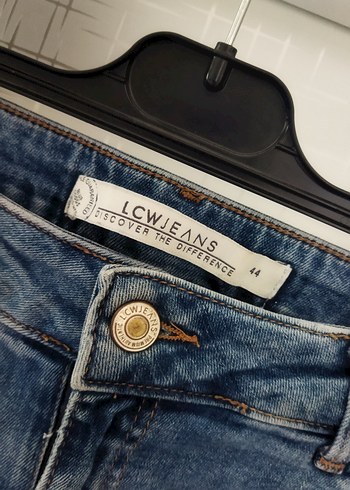 LCWJEANS
DISCOVER THE DIFFERENCE
44
LCWJEANS